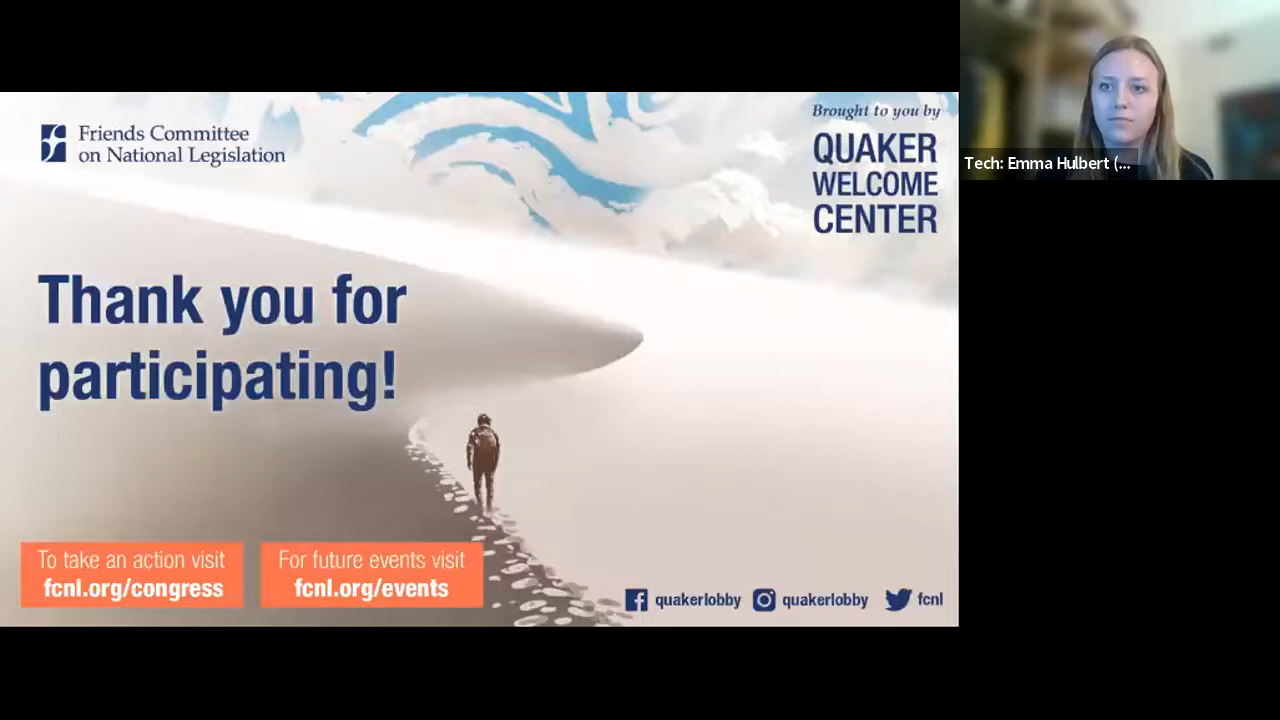 Friends Committee
on National Legislation
Brought to you by
QUAKER
WELCOME
CENTER
Tech: Emma Hulbert (...
Thank you for
participating!
To take an action visit
fcnl.org/congress
For future events visit
fcnl.org/events
quakerlobby
quakerlobby
fcnl